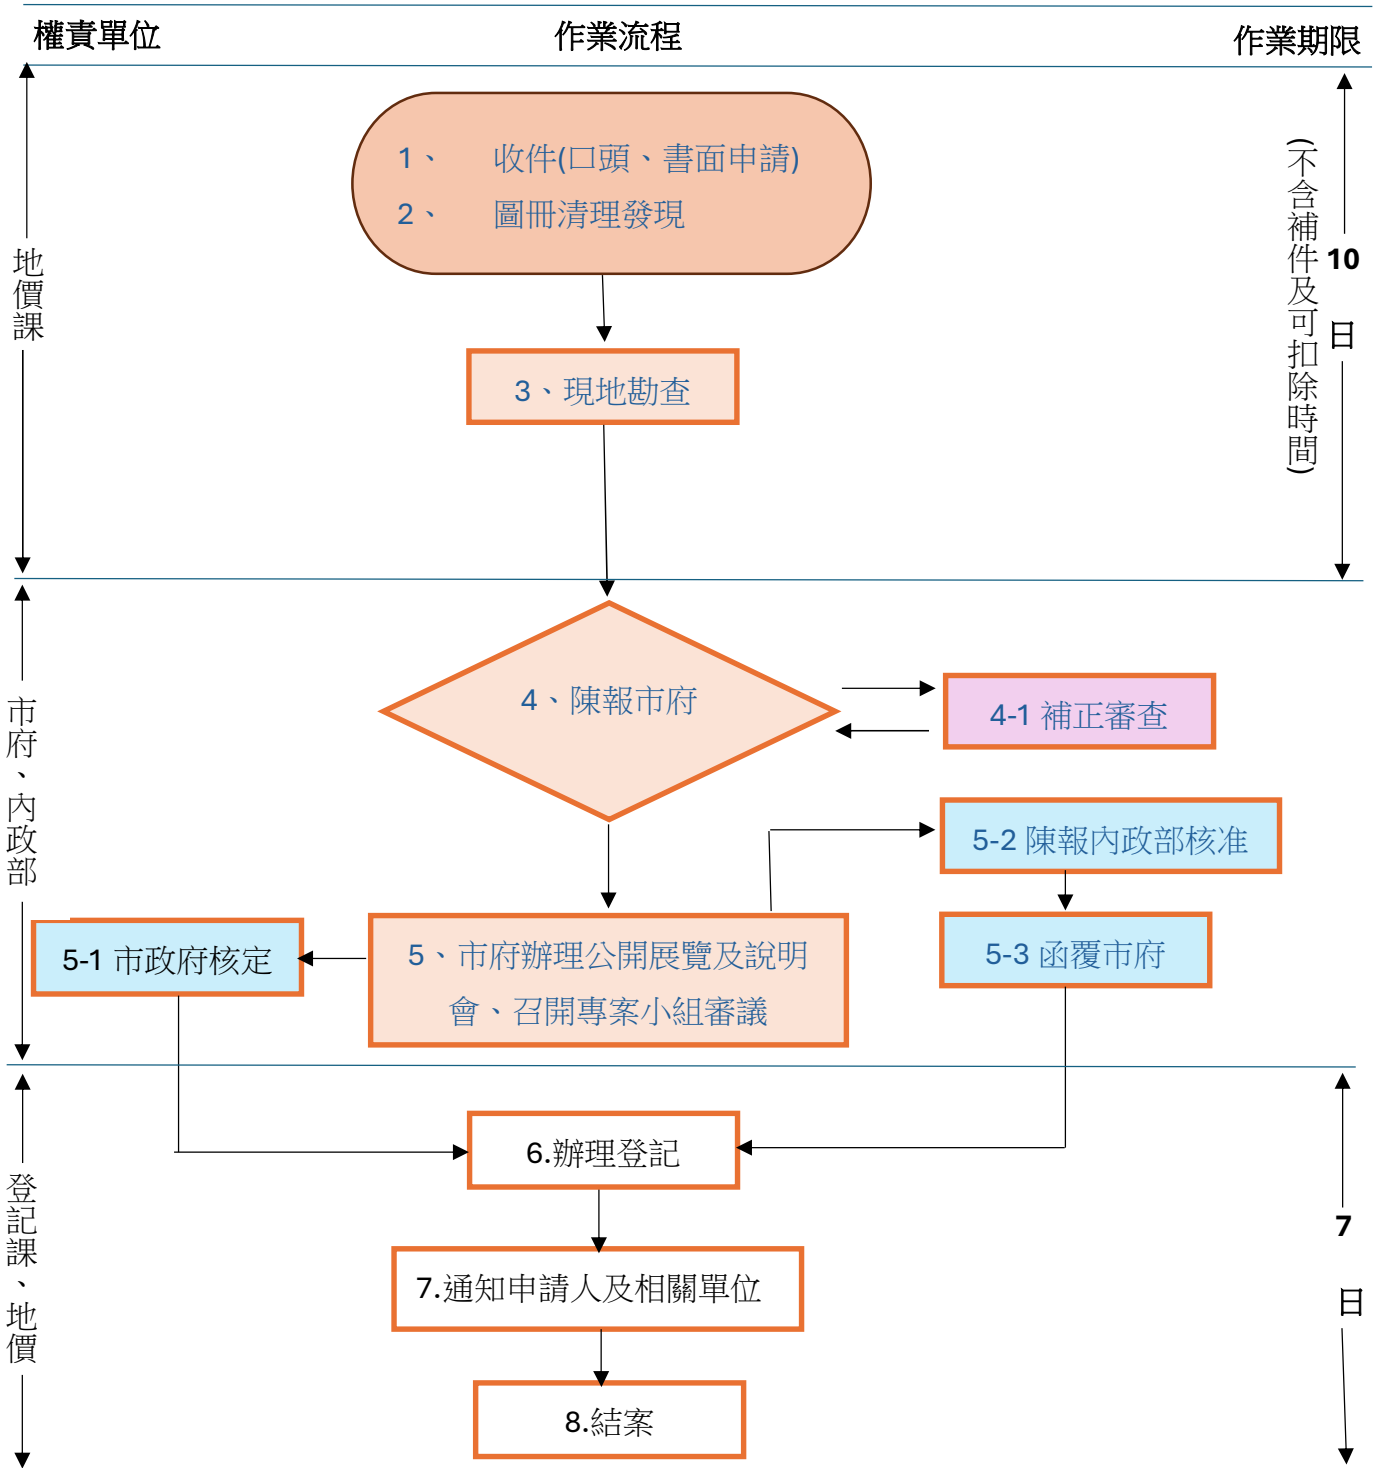 權責單位
作業流程
作業期限
1、 收件(口頭、書面申請)
2、 圖冊清理發現
地價課
(不含補件及可扣除時間)
10
日
3、現地勘查
4、陳報市府
4-1 補正審查
市府、內政部
5-2 陳報內政部核准
5-1 市政府核定
5、市府辦理公開展覽及說明
會、召開專案小組審議
5-3 函覆市府
6.辦理登記
登記課、地價
7
日
7.通知申請人及相關單位
8.結案